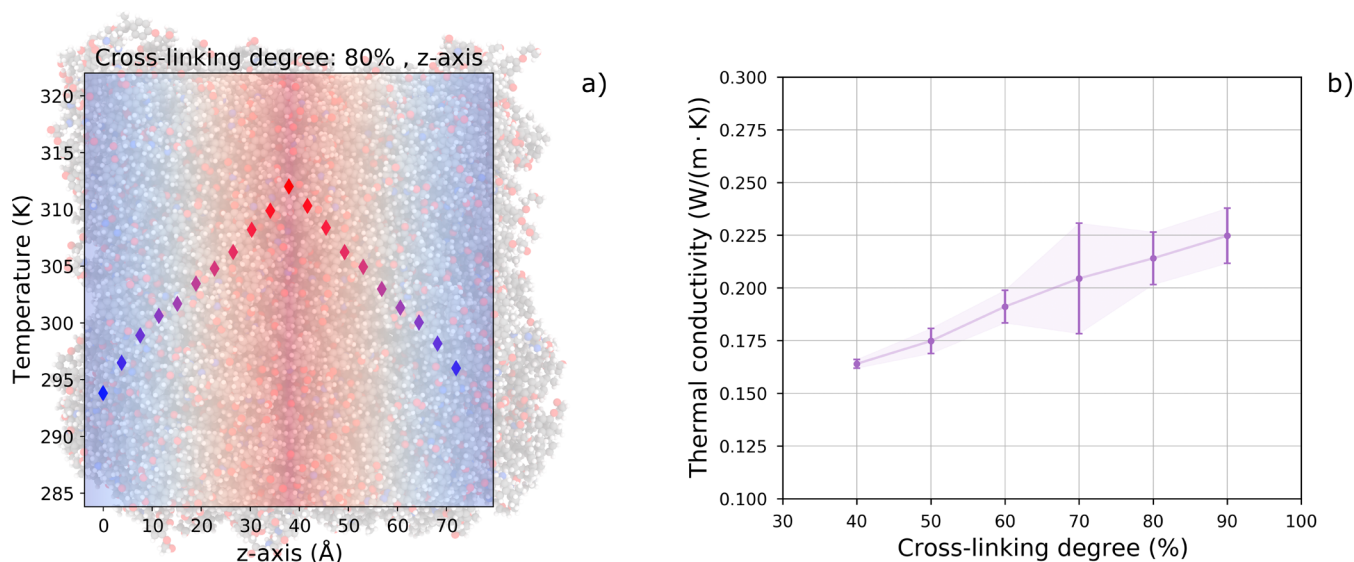 Cross-linking degree: 80% , z-axis
a)
Temperature (K)
320
315
310
305
300
295
290
285
0 10 20 30 40 50 60 70
z-axis (Å)
b)
Thermal conductivity (W/(m · K))
0.300
0.275
0.250
0.225
0.200
0.175
0.150
0.125
0.100
30 40 50 60 70 80 90 100
Cross-linking degree (%)